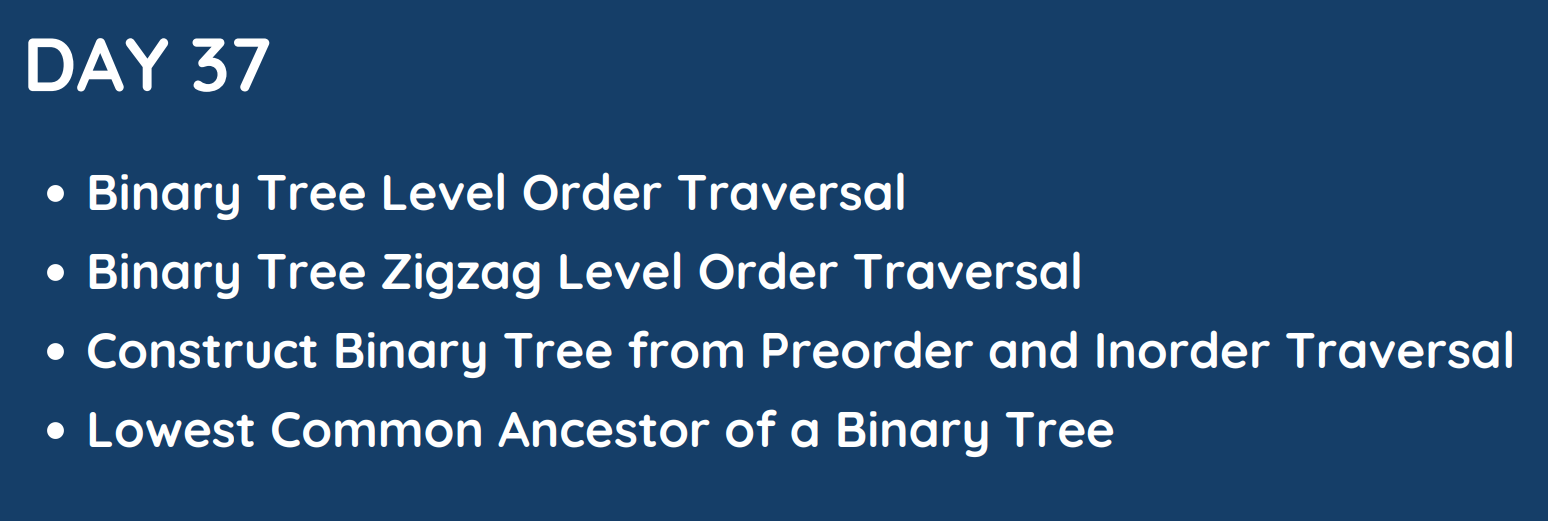 DAY 37
• Binary Tree Level Order Traversal
• Binary Tree Zigzag Level Order Traversal
• Construct Binary Tree from Preorder and Inorder Traversal
• Lowest Common Ancestor of a Binary Tree